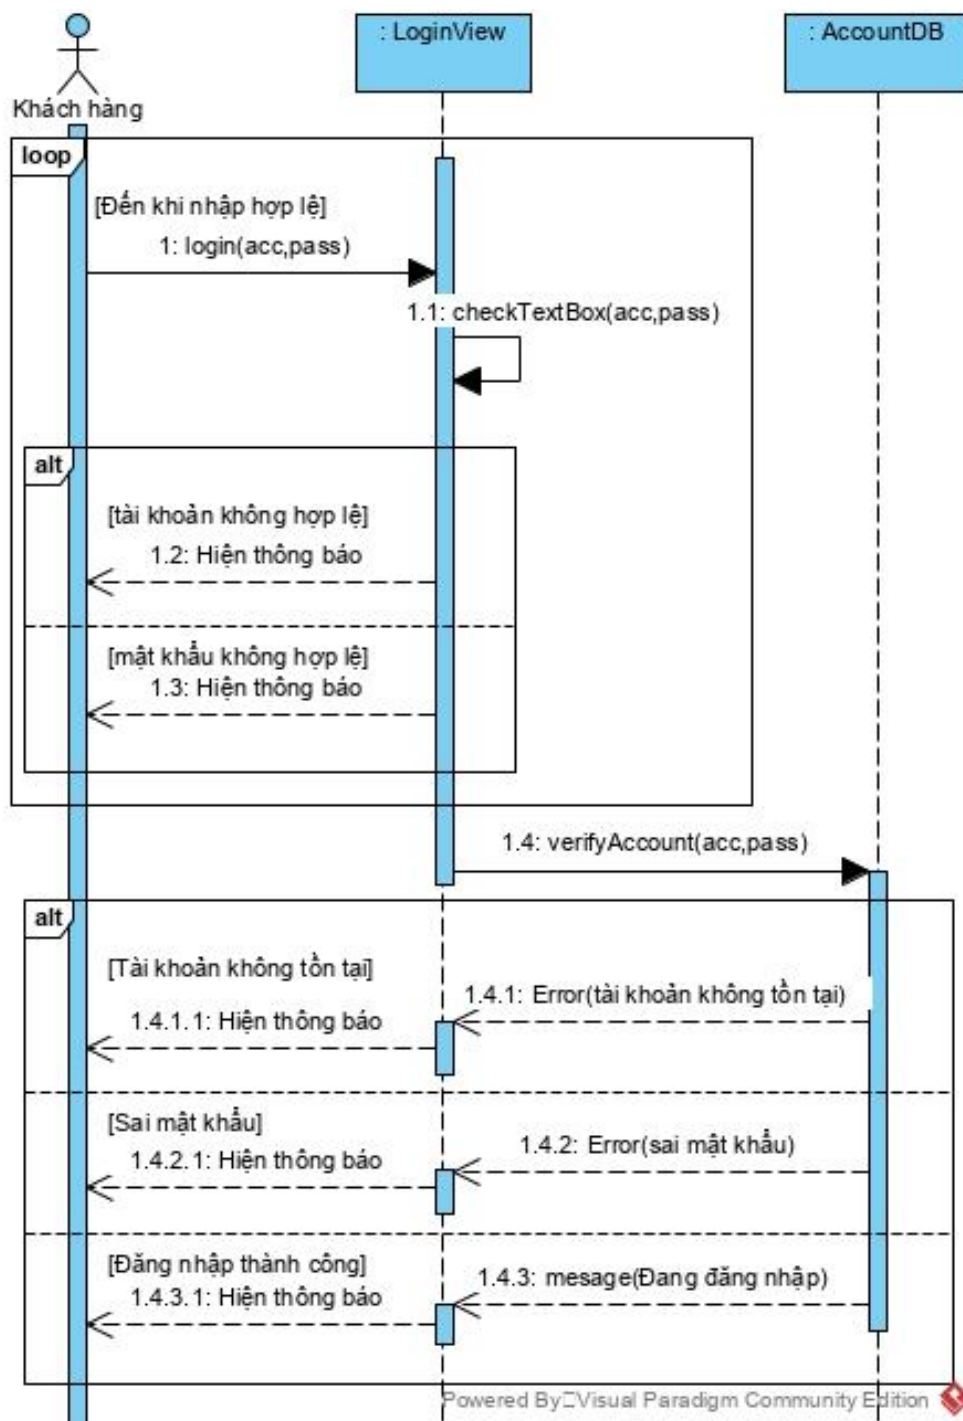 : LoginView
: AccountDB
Khách hàng
loop
[Đến khi nhập hợp lệ]
1: login(acc,pass)
1.1: checkTextBox(acc,pass)
alt
[tài khoản không hợp lệ]
1.2: Hiện thông báo
[mật khẩu không hợp lệ]
1.3: Hiện thông báo
1.4: verifyAccount(acc,pass)
alt
[Tài khoản không tồn tại]
1.4.1: Error(tài khoản không tồn tại)
1.4.1.1: Hiện thông báo
[Sai mật khẩu]
1.4.2: Error(sai mật khẩu)
1.4.2.1: Hiện thông báo
[Đăng nhập thành công]
1.4.3: mesage(Đang đăng nhập)
1.4.3.1: Hiện thông báo
Powered By Visual Paradigm Community Edition